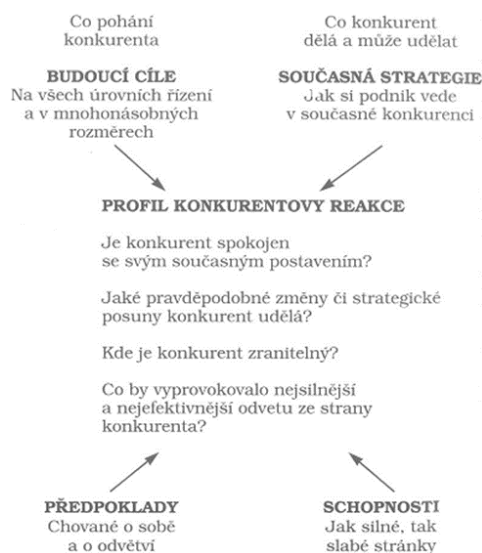 Co pohání
konkurenta
BUDOUCÍ CÍLE
Na všech úrovních řízení
a v mnohonásobných
rozměrech
Co konkurent
dělá a může udělat
SOUČASNÁ STRATEGIE
Jak si podnik vede
v současné konkurenci
PROFIL KONKURENTOVY REAKCE
Je konkurent spokojen
se svým současným postavením?
Jaké pravděpodobné změny či strategické
posuny konkurent udělá?
Kde je konkurent zranitelný?
Co by vyprovokovalo nejsilnější
a nejefektivnější odvetu ze strany
konkurenta?
PŘEDPOKLADY
Chované o sobě
a o odvětví
SCHOPNOSTI
Jak silné, tak
slabé stránky